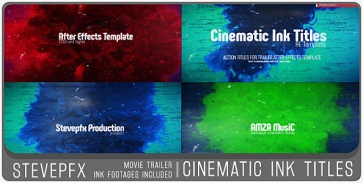 After Effects Template
Cinematic Ink Titles
AE Template
ACTION TITLES FOR TRAILER, AFTER EFFECTS TEMPLATE
Stevepfx Production
AMZA MusiC
STEVEPFX
MOVIE TRAILER
INK FOOTAGES INCLUDED
CINEMATIC INK TITLES